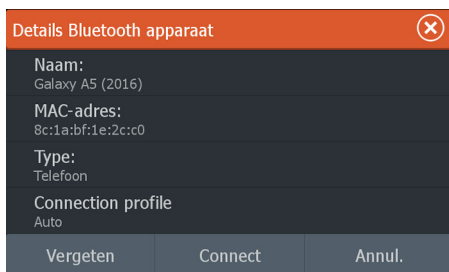 Details Bluetooth apparaat
Naam:
Galaxy A5 (2016)
MAC-adres:
8c:1a:bf:1e:2c:c0
Type:
Telefoon
Connection profile
Auto
Vergeten Connect Annul.